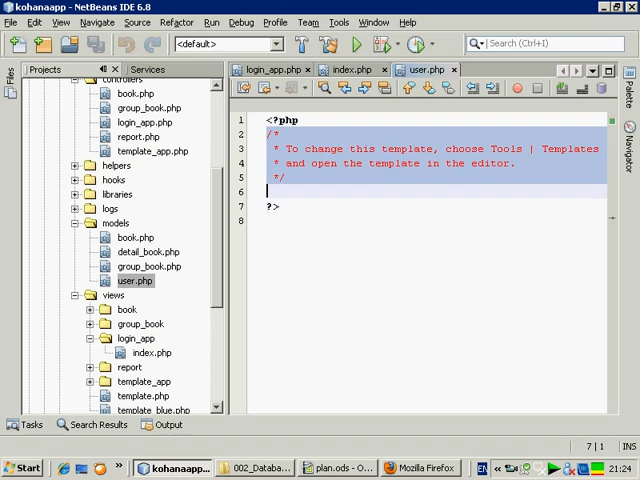 kohanaapp - NetBeans IDE 6.8
File Edit View Navigate Source Refactor Run Debug Profile Team Tools Window Help
<default>
Search (Ctrl+I)
Files
Projects
Services
controllers
book.php
group_book.php
login_app.php
report.php
template_app.php
helpers
hooks
libraries
logs
models
book.php
detail_book.php
group_book.php
user.php
views
book
group_book
login_app
index.php
report
template_app
template.php
template_blue.php
login_app.php
index.php
user.php
1 <?php
2 /*
3 * To change this template, choose Tools | Templates
4 * and open the template in the editor.
5 */
6
7 ?>
8
Palette
Navigator
Tasks
Search Results
Output
7 | 1
INS
Start
»
kohanaapp...
002_Databa...
plan.ods - O...
Mozilla Firefox
EN
«
21:24